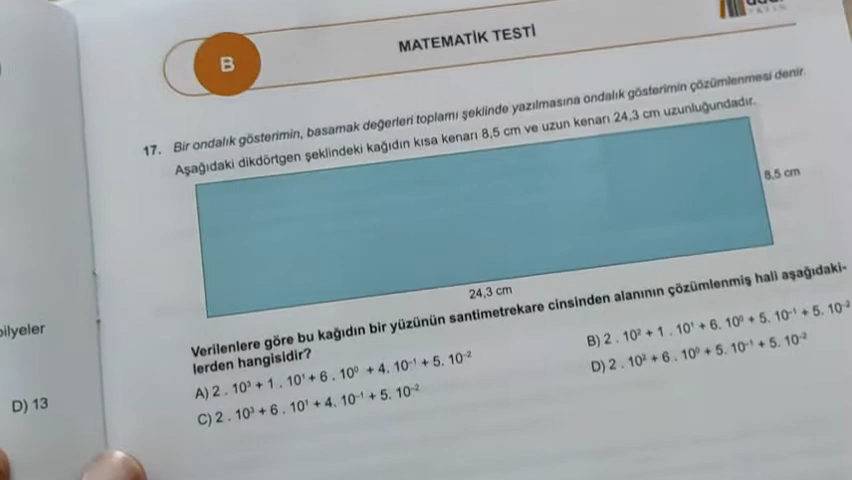 B
MATEMATİK TESTİ
YAYIN
17. Bir ondalık gösterimin, basamak değerleri toplamı şeklinde yazılmasına ondalık gösterimin çözümlenmesi denir.
Aşağıdaki dikdörtgen şeklindeki kağıdın kısa kenarı 8,5 cm ve uzun kenarı 24,3 cm uzunluğundadır.
8,5 cm
24,3 cm
Verilenlere göre bu kağıdın bir yüzünün santimetrekare cinsinden alanının çözümlenmiş hali aşağıdaki-
lerden hangisidir?
A) 2 . 10³ + 1 . 10¹ + 6 . 10⁰ + 4. 10⁻¹ + 5. 10⁻²
B) 2 . 10² + 1 . 10¹ + 6. 10⁰ + 5. 10⁻¹ + 5. 10⁻²
C) 2 . 10³ + 6 . 10¹ + 4. 10⁻¹ + 5. 10⁻²
D) 2 . 10² + 6 . 10⁰ + 5. 10⁻¹ + 5. 10⁻²
bilyeler
D) 13